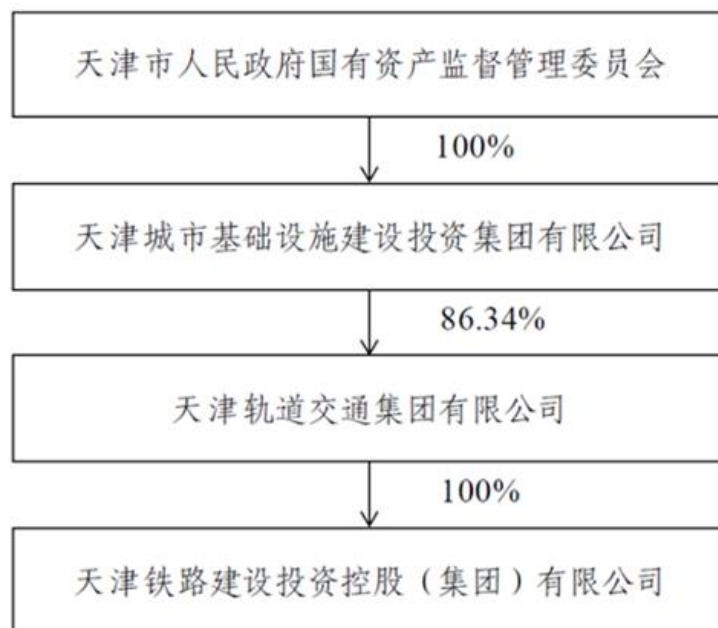 天津市人民政府国有资产监督管理委员会
100%
天津城市基础设施建设投资集团有限公司
86.34%
天津轨道交通集团有限公司
100%
天津铁路建设投资控股（集团）有限公司